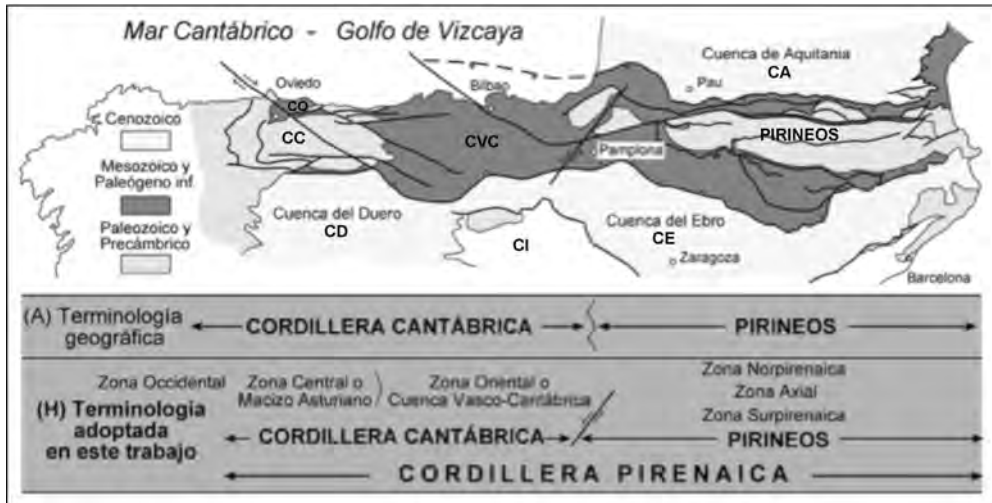 Mar Cantábrico - Golfo de Vizcaya
Cuenca de Aquitania
CA
Oviedo
Bilbao
Pau
CO
Cenozoico
CC
CVC
PIRINEOS
Pamplona
Mesozoico y
Paleógeno inf.
Paleozoico y
Precámbrico
Cuenca del Duero
CD
CI
Cuenca del Ebro
CE
Zaragoza
Barcelona
(A) Terminología
geográfica
CORDILLERA CANTÁBRICA
PIRINEOS
(H) Terminología
adoptada
en este trabajo
Zona Occidental
Zona Central o
Macizo Asturiano
Zona Oriental o
Cuenca Vasco-Cantábrica
Zona Norpirenaica
Zona Axial
Zona Surpirenaica
CORDILLERA CANTÁBRICA
PIRINEOS
CORDILLERA PIRENAICA